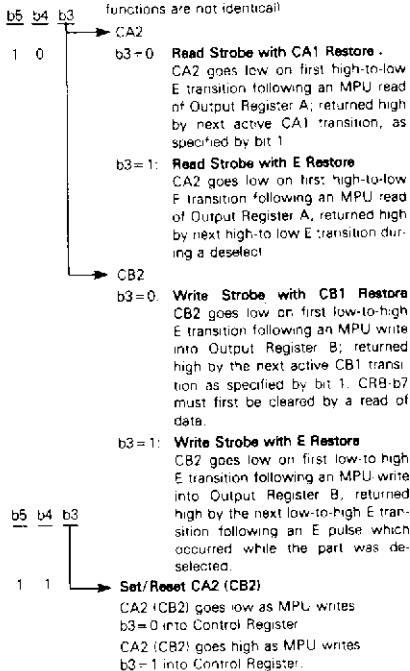 functions are not identical)
b5 b4 b3
CA2
1 0 b3=0 Read Strobe with CA1 Restore .
CA2 goes low on first high-to-low
E transition following an MPU read
of Output Register A; returned high
by next active CA1 transition, as
specified by bit 1
b3=1: Read Strobe with E Restore
CA2 goes low on first high-to-low
E transition following an MPU read
of Output Register A, returned high
by next high-to low E transition dur-
ing a deselect
CB2
b3=0. Write Strobe with CB1 Restore
CB2 goes low on first low-to-high
E transition following an MPU write
into Output Register B; returned
high by the next active CB1 transi
tion as specified by bit 1. CRB-b7
must first be cleared by a read of
data.
b3=1: Write Strobe with E Restore
CB2 goes low on first low-to high
E transition following an MPU write
into Output Register B, returned
high by the next low-to-high E tran-
sition following an E pulse which
occurred while the part was de-
selected.
b5 b4 b3
1 1 Set/Reset CA2 (CB2)
CA2 (CB2) goes low as MPU writes
b3=0 into Control Register
CA2 (CB2) goes high as MPU writes
b3=1 into Control Register.